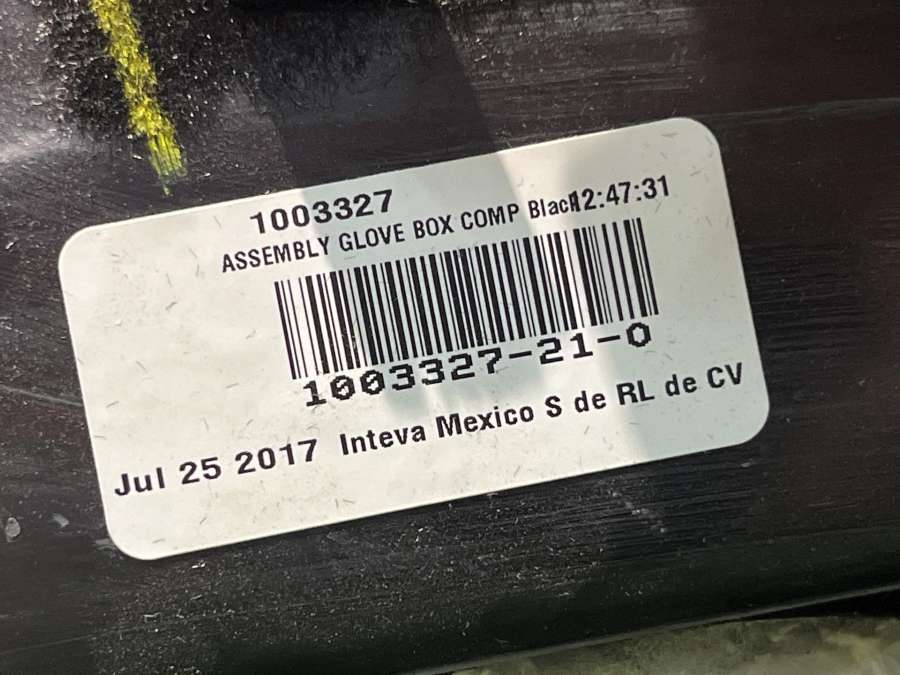 1003327
ASSEMBLY GLOVE BOX COMP Black12:47:31
1003327-21-0
Jul 25 2017 Inteva Mexico S de RL de CV